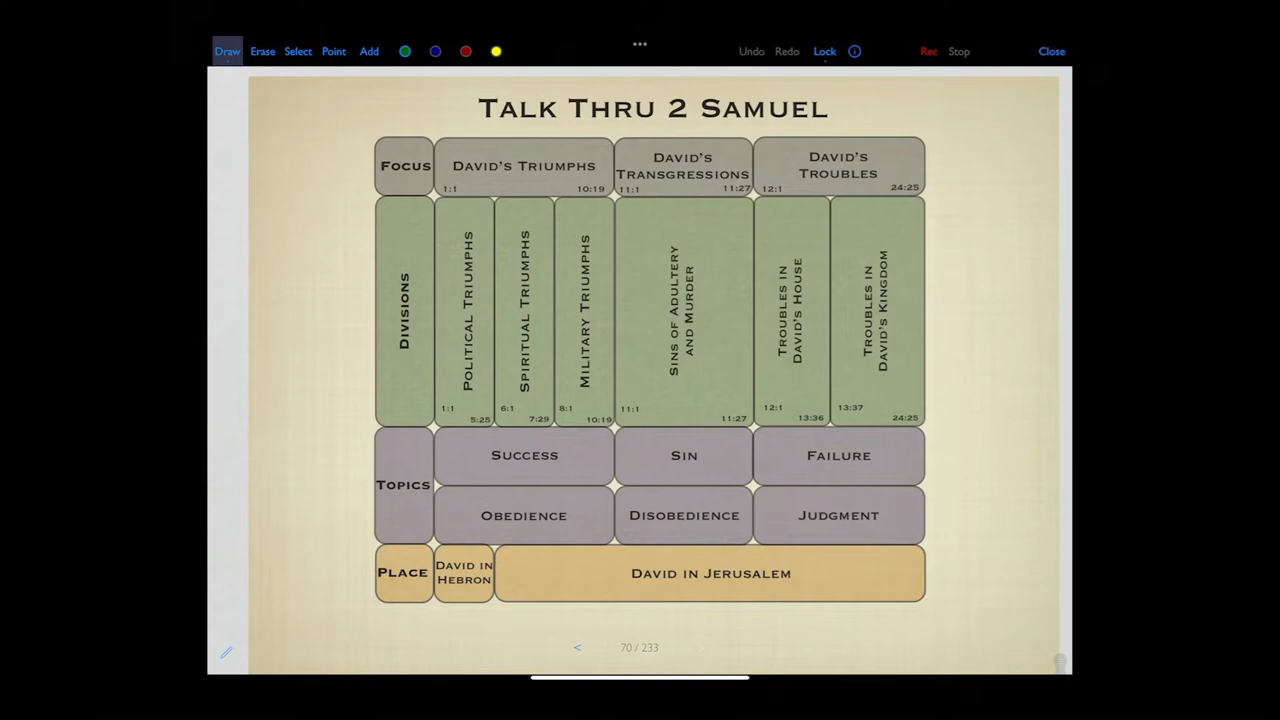 Draw Erase Select Point Add Undo Redo Lock Rec Stop Close
TALK THRU 2 SAMUEL
FOCUS
DAVID'S TRIUMPHS
1:1 10:19
DAVID'S
TRANSGRESSIONS
11:1 11:27
DAVID'S
TROUBLES
12:1 24:25
DIVISIONS
POLITICAL TRIUMPHS
1:1 5:25
SPIRITUAL TRIUMPHS
6:1 7:29
MILITARY TRIUMPHS
8:1 10:19
SINS OF ADULTERY
AND MURDER
11:1 11:27
TROUBLES IN
DAVID'S HOUSE
12:1 13:36
TROUBLES IN
DAVID'S KINGDOM
13:37 24:25
TOPICS
SUCCESS
SIN
FAILURE
OBEDIENCE
DISOBEDIENCE
JUDGMENT
PLACE
DAVID IN
HEBRON
DAVID IN JERUSALEM
< 70 / 233